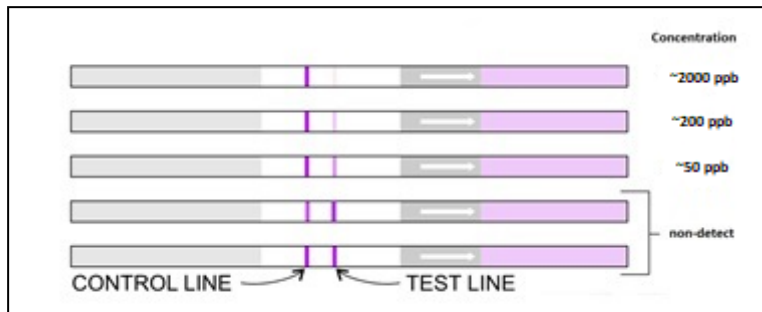 Concentration
~2000 ppb
~200 ppb
~50 ppb
non-detect
CONTROL LINE
TEST LINE